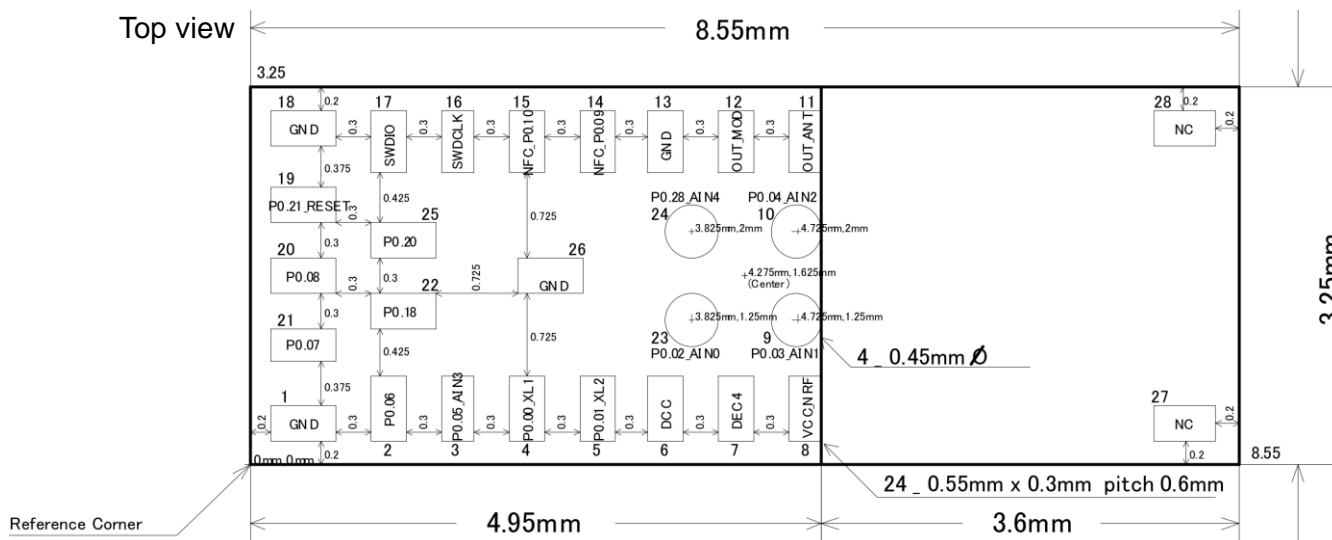 Top view
8.55mm
3.25
18 17 16 15 14 13 12 11 28
0.2 0.2
GND SWDIO SWDCLK NFC_P0.10 NFC_P0.09 GND OUT_MOD OUT_ANT NC
0.3 0.3 0.3 0.3 0.3 0.3 0.3 0.2
0.375
19
0.425
P0.28_AIN4 P0.04_AIN2
P0.21_RESET
0.3
25 24 10
0.725
3.825mm,2mm 4.725mm,2mm
20 0.3 P0.20 26
P0.08 0.3 0.3 0.725 GND
4.275mm,1.625mm
(Center)
22
0.3 P0.18
3.25mm
3.825mm,1.25mm 4.725mm,1.25mm
21 23 9
P0.07 0.425 0.725
P0.02_AIN0 P0.03_AIN1
4 _ 0.45mm Ø
0.375
1 27
GND P0.06 P0.05_AIN3 P0.00_XL1 P0.01_XL2 DCC DEC4 VCC_NRF NC
0.2 0.3 0.3 0.3 0.3 0.3 0.3 0.3 0.2
0.2 2 3 4 5 6 7 8 0.2
0mm,0mm 8.55
24 _ 0.55mm x 0.3mm pitch 0.6mm
Reference Corner
4.95mm 3.6mm